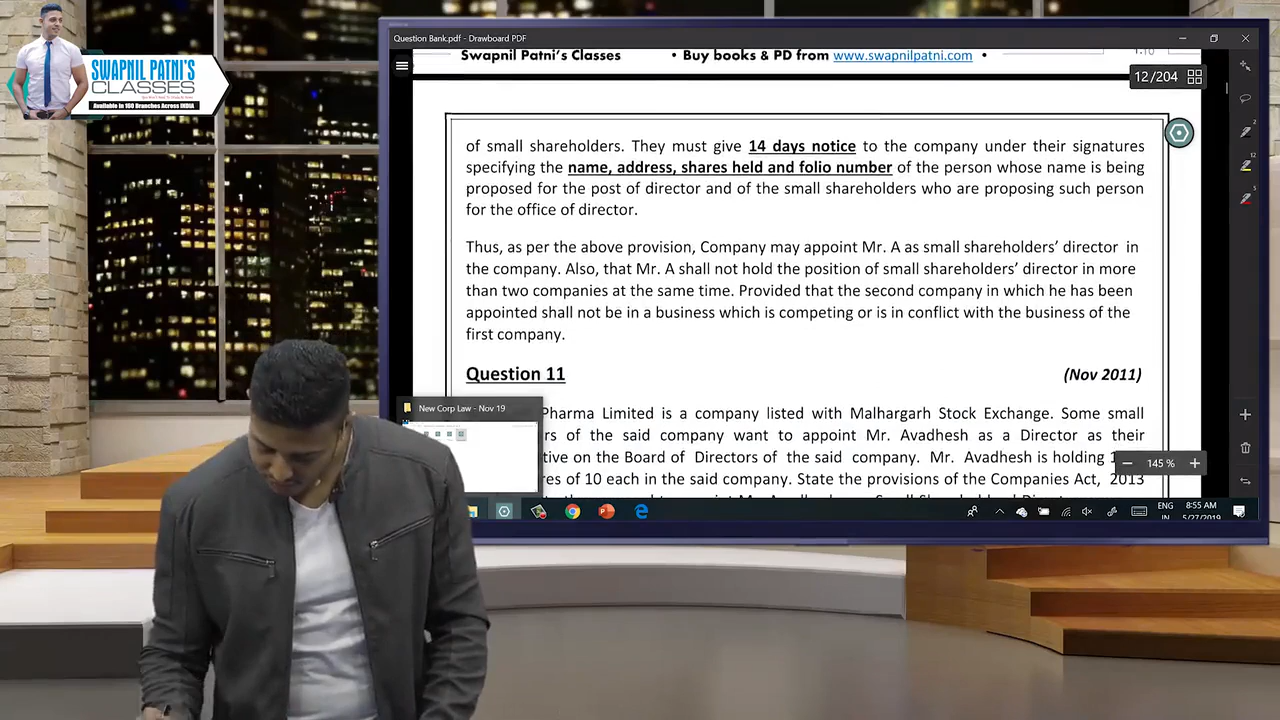 SWAPNIL PATNI'S
CLASSES
Available in 160 Branches Across INDIA
Question Bank.pdf - Drawboard PDF
Swapnil Patni's Classes • Buy books & PD from www.swapnilpatni.com •
12/204
of small shareholders. They must give 14 days notice to the company under their signatures
specifying the name, address, shares held and folio number of the person whose name is being
proposed for the post of director and of the small shareholders who are proposing such person
for the office of director.
Thus, as per the above provision, Company may appoint Mr. A as small shareholders' director in
the company. Also, that Mr. A shall not hold the position of small shareholders' director in more
than two companies at the same time. Provided that the second company in which he has been
appointed shall not be in a business which is competing or is in conflict with the business of the
first company.
Question 11 (Nov 2011)
New Corp Law - Nov 19
Pharma Limited is a company listed with Malhargarh Stock Exchange. Some small
rs of the said company want to appoint Mr. Avadhesh as a Director as their
tive on the Board of Directors of the said company. Mr. Avadhesh is holding
145 %
res of 10 each in the said company. State the provisions of the Companies Act, 2013
ENG
IN
8:55 AM
5/27/2019